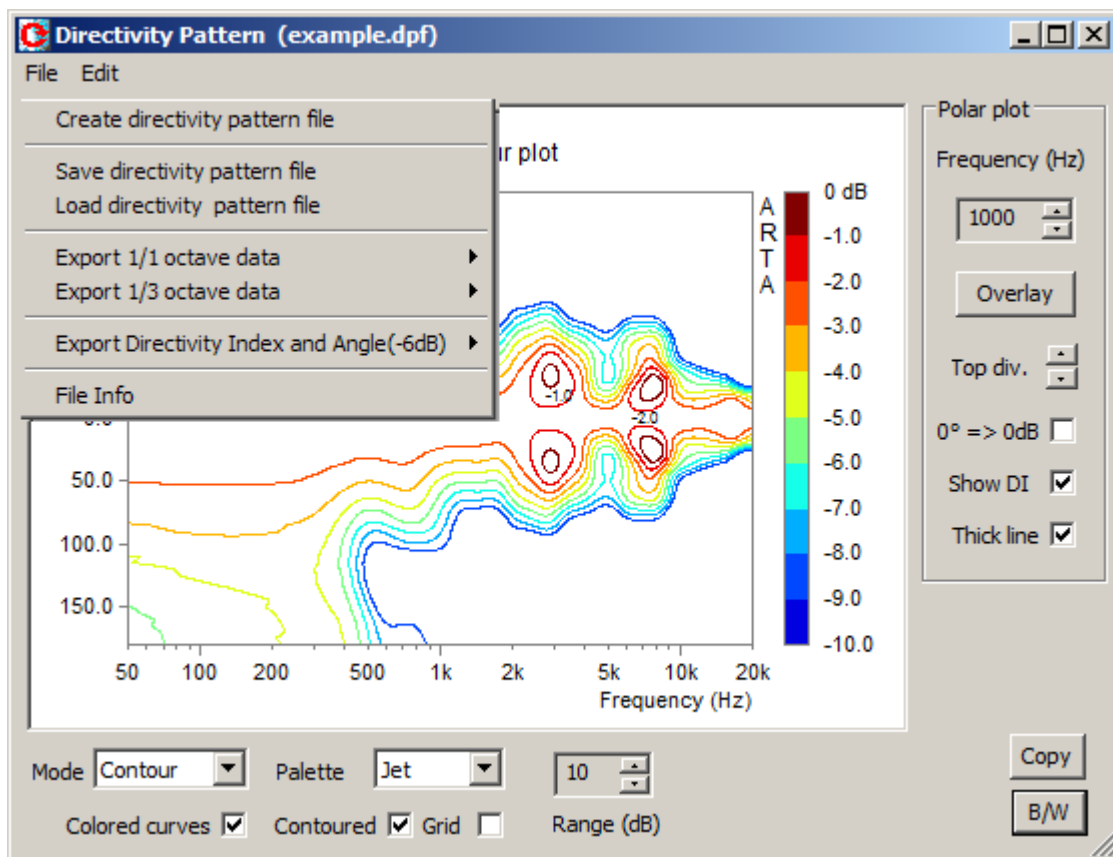 Directivity Pattern (example.dpf)
File Edit
Create directivity pattern file
Save directivity pattern file
Load directivity pattern file
Export 1/1 octave data
Export 1/3 octave data
Export Directivity Index and Angle(-6dB)
File Info
plot
50.0
100.0
150.0
50 100 200 500 1k 2k 5k 10k 20k
Frequency (Hz)
-1.0
-2.0
ARTA
0 dB
-1.0
-2.0
-3.0
-4.0
-5.0
-6.0
-7.0
-8.0
-9.0
-10.0
Polar plot
Frequency (Hz)
1000
Overlay
Top div.
0° => 0dB
Show DI
Thick line
Mode Contour Palette Jet 10
Colored curves Contoured Grid Range (dB)
Copy
B/W